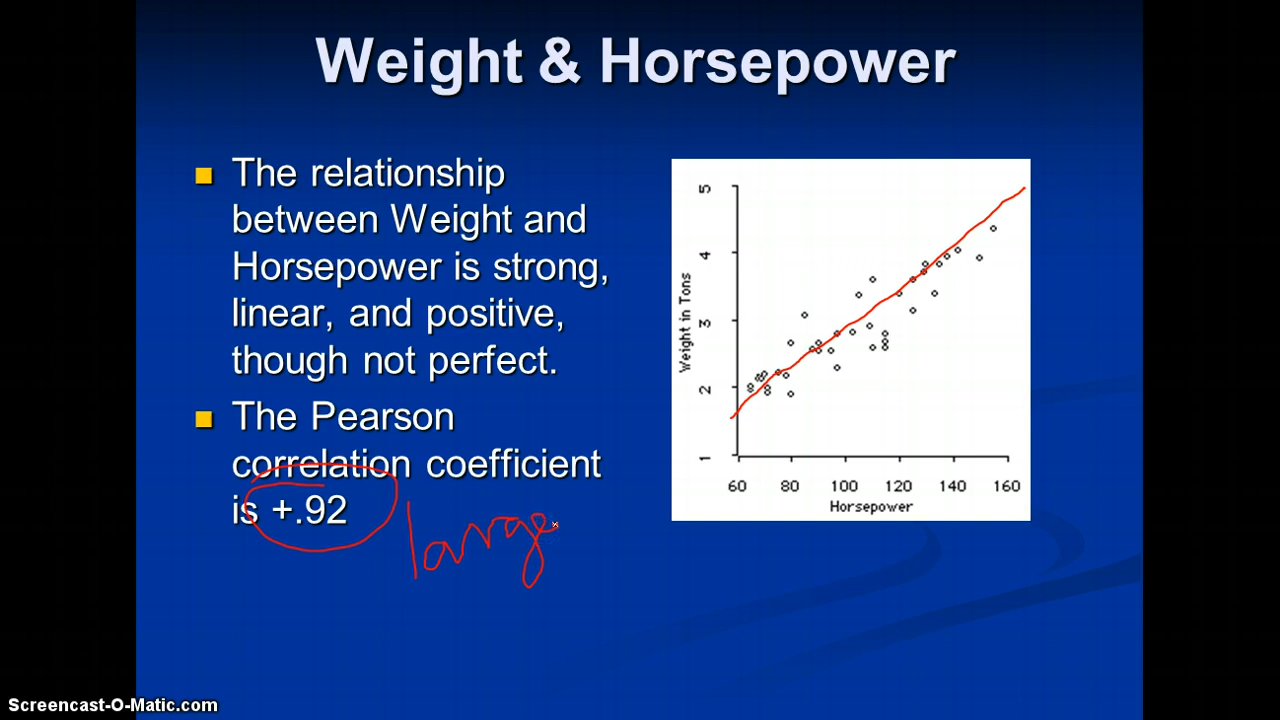 Weight & Horsepower
The relationship
between Weight and
Horsepower is strong,
linear, and positive,
though not perfect.
The Pearson
correlation coefficient
is +.92
large
5
4
3
2
1
Weight in Tons
60 80 100 120 140 160
Horsepower
Screencast-O-Matic.com